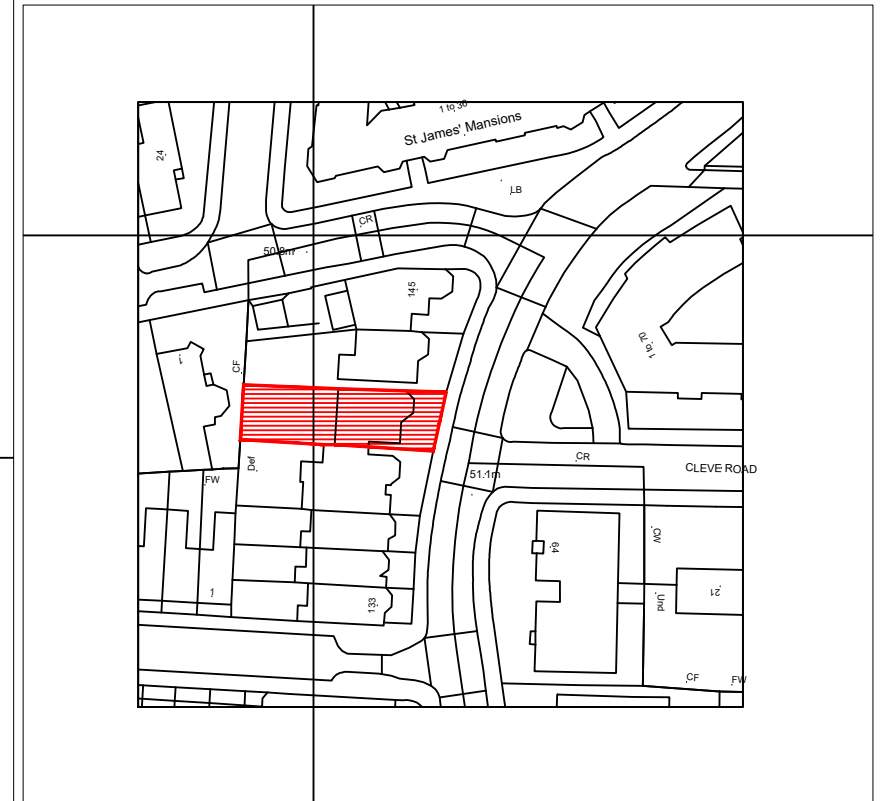 1 to 36
St James' Mansions
24
LB
CR
50.8m
145
1 to 70
1
CF
CR
CLEVE ROAD
Def
51.1m
FW
CW
64
1
133
Und
21
CF
FW